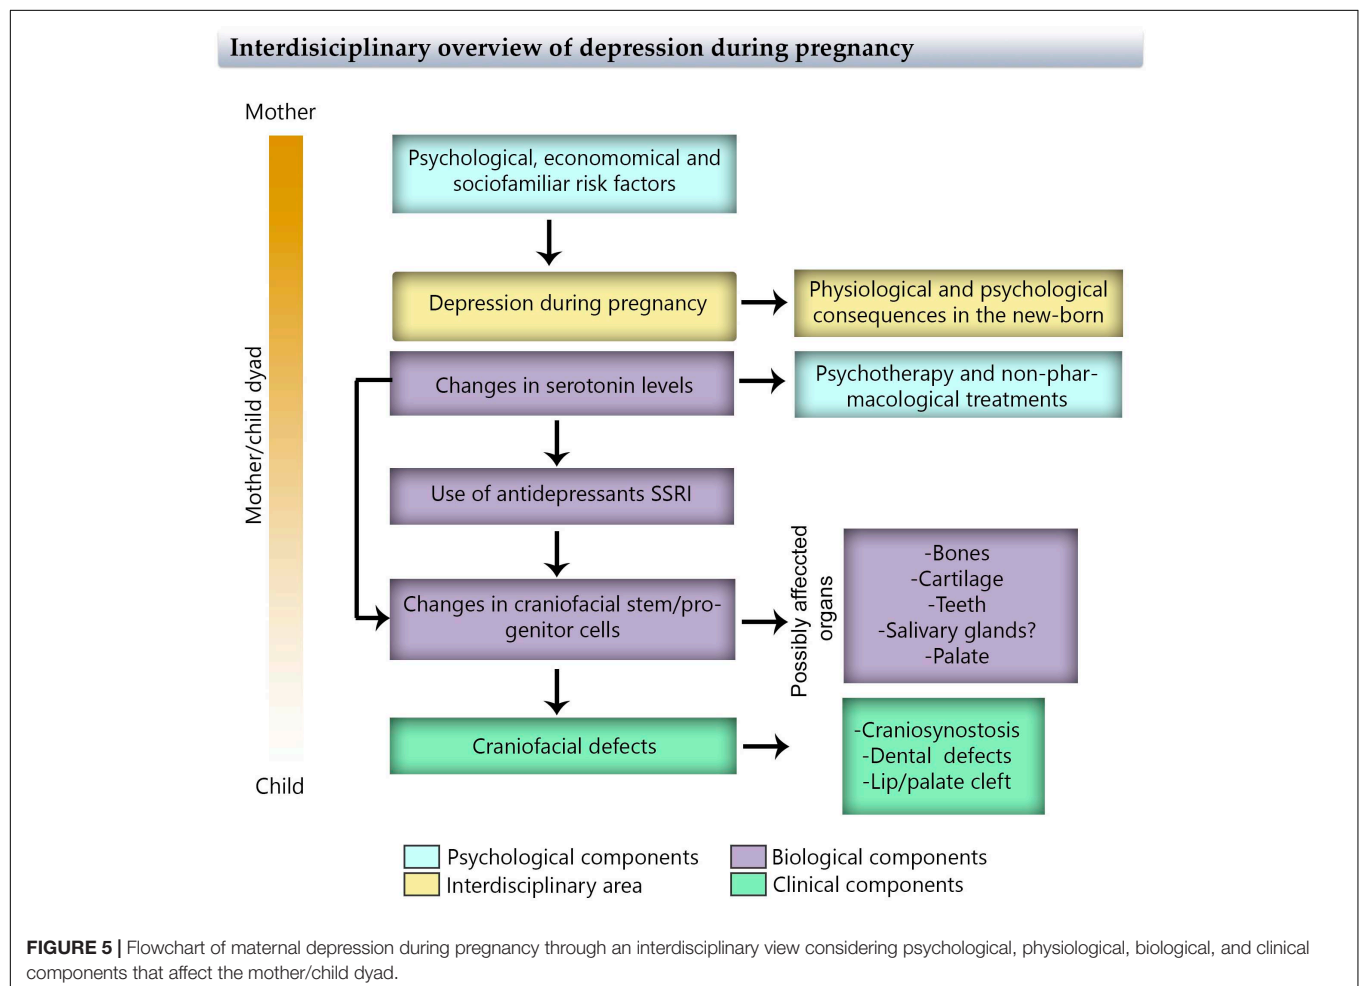 Interdisiciplinary overview of depression during pregnancy
Mother
Mother/child dyad
Child
Psychological, econonomical and
sociofamiliar risk factors
Depression during pregnancy
Physiological and psychological
consequences in the new-born
Changes in serotonin levels
Psychotherapy and non-phar-
macological treatments
Use of antidepressants SSRI
Changes in craniofacial stem/pro-
genitor cells
Possibly affeccted
organs
-Bones
-Cartilage
-Teeth
-Salivary glands?
-Palate
Craniofacial defects
-Craniosynostosis
-Dental defects
-Lip/palate cleft
Psychological components
Interdisciplinary area
Biological components
Clinical components
FIGURE 5 | Flowchart of maternal depression during pregnancy through an interdisciplinary view considering psychological, physiological, biological, and clinical
components that affect the mother/child dyad.